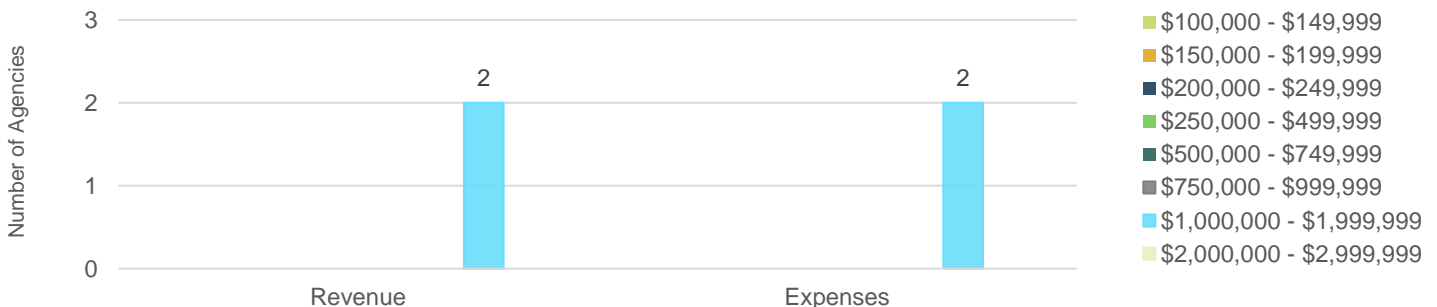 Number of Agencies
3
2
1
0
2
2
Revenue
Expenses
$100,000 - $149,999
$150,000 - $199,999
$200,000 - $249,999
$250,000 - $499,999
$500,000 - $749,999
$750,000 - $999,999
$1,000,000 - $1,999,999
$2,000,000 - $2,999,999